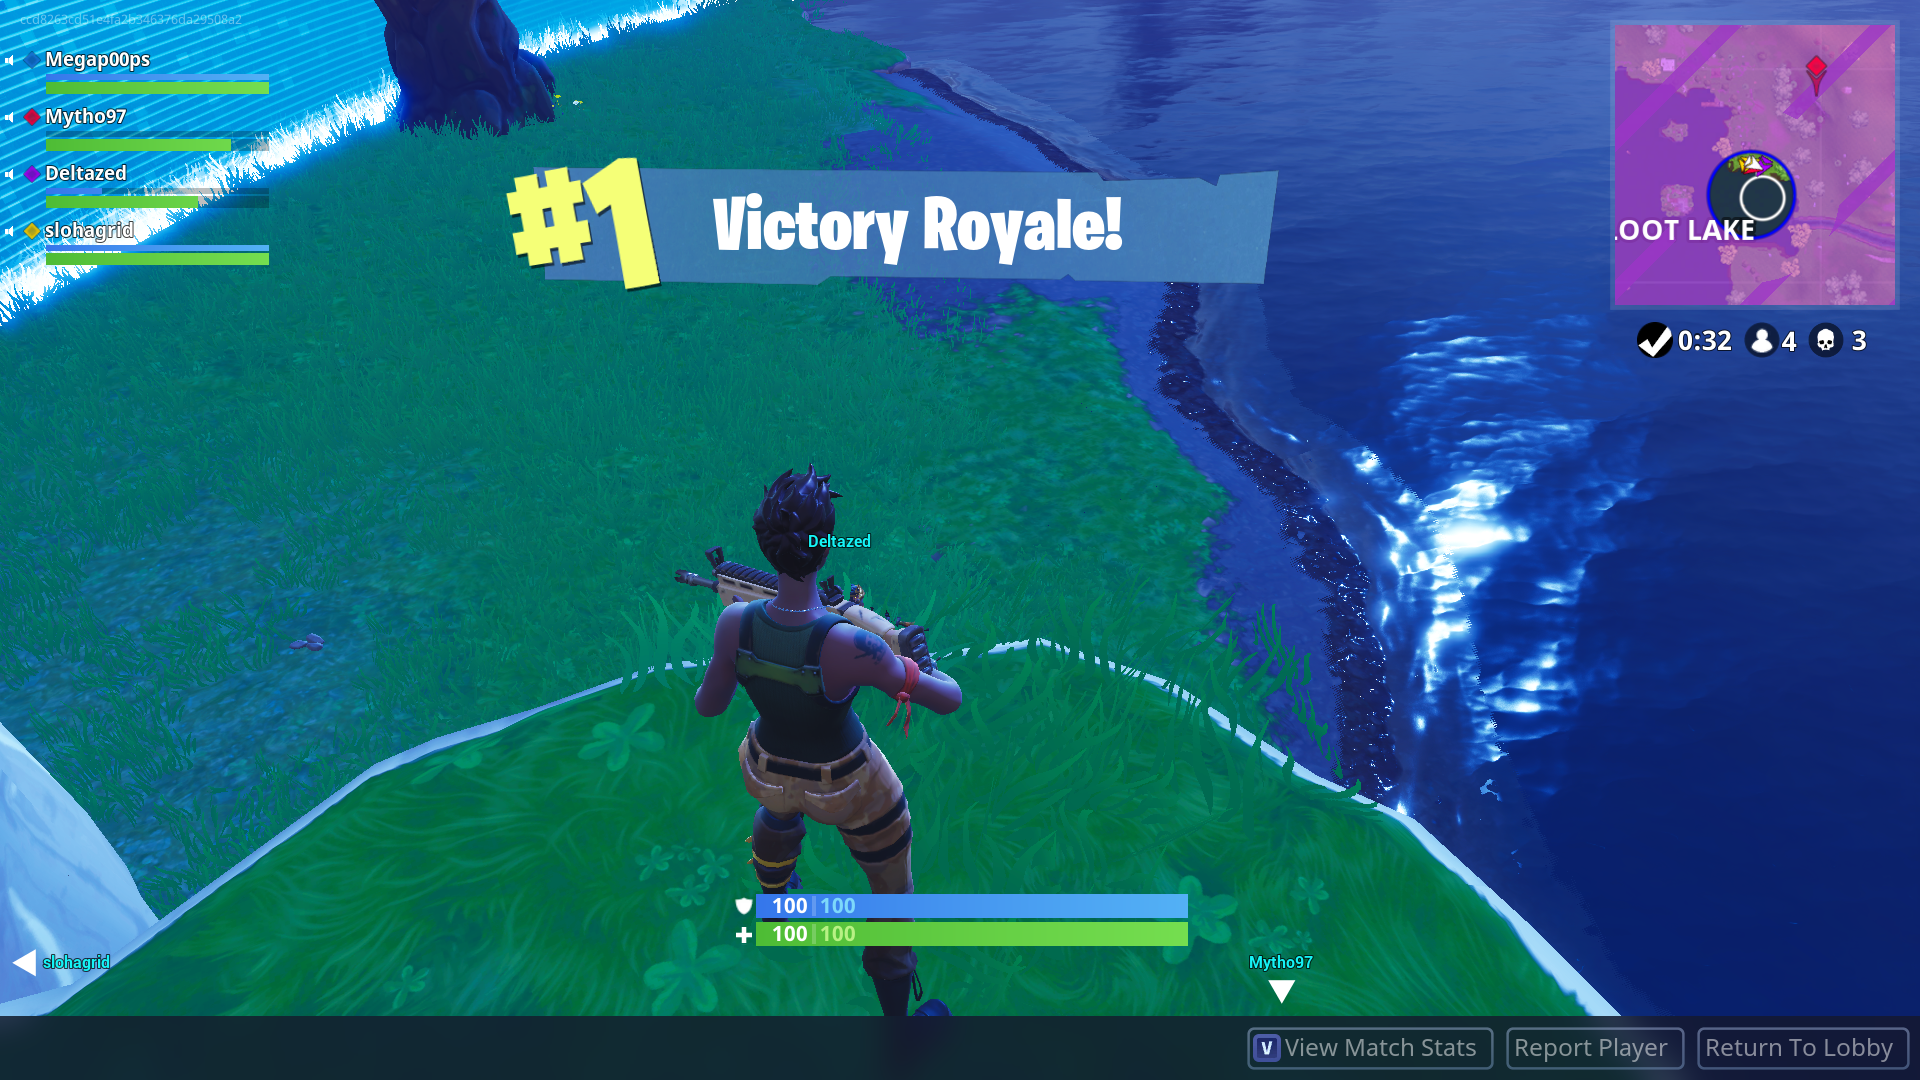 ccd8263cd51e4fa2b346376da29508a2
Megap00ps
Mytho97
Deltazed
slohagrid
#1 Victory Royale!
.OOT LAKE
0:32 4 3
Deltazed
100 | 100
100 | 100
slohagrid
Mytho97
V View Match Stats
Report Player
Return To Lobby